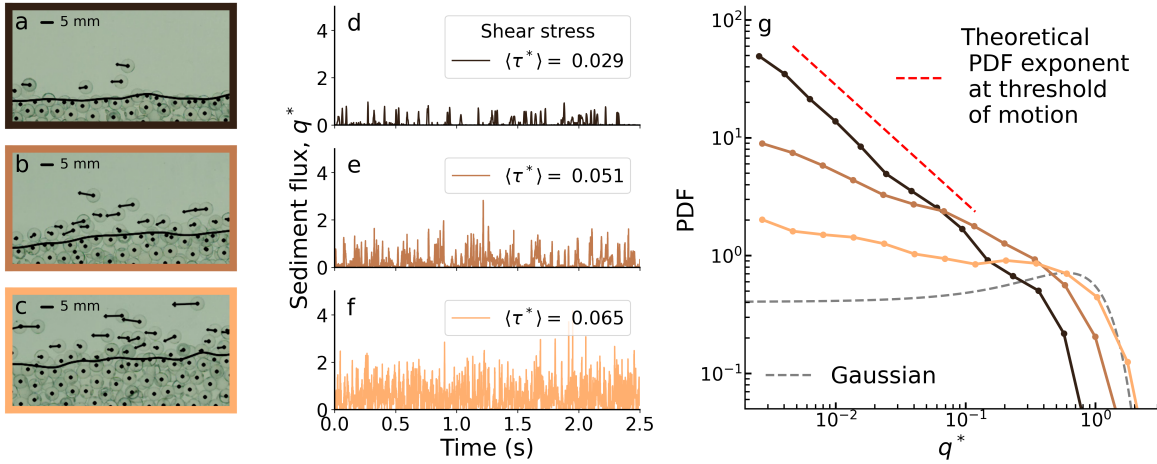 a
5 mm
b
5 mm
c
5 mm
Sediment flux, q*
d
Shear stress
⟨τ*⟩ = 0.029
4
2
0
e
⟨τ*⟩ = 0.051
4
2
0
f
⟨τ*⟩ = 0.065
4
2
0
0.0 0.5 1.0 1.5 2.0 2.5
Time (s)
g
PDF
10²
10¹
10⁰
10⁻¹
Theoretical
PDF exponent
at threshold
of motion
Gaussian
10⁻² 10⁻¹ 10⁰
q*